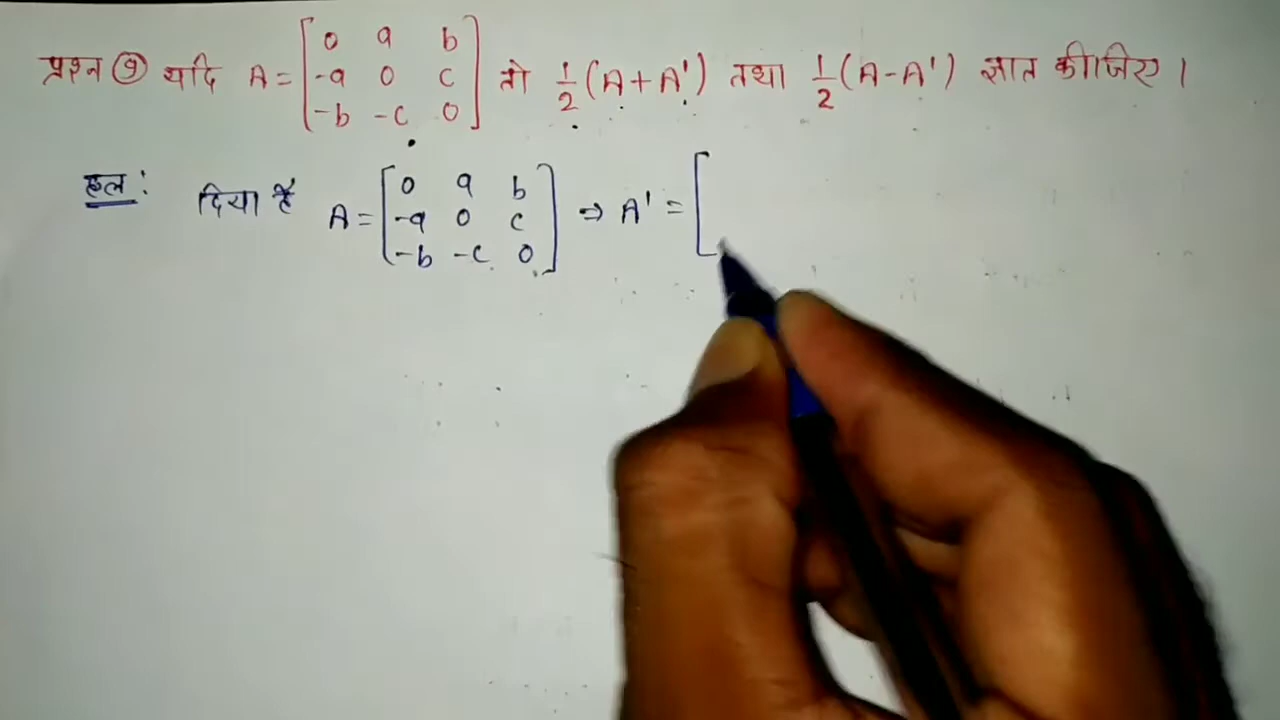 प्रश्न ⑨ यदि A = [0 a b; -a 0 c; -b -c 0] तो 1/2 (A + A') तथा 1/2 (A - A') ज्ञात कीजिए।
हल : दिया है A = [0 a b; -a 0 c; -b -c 0] ⇒ A' = [